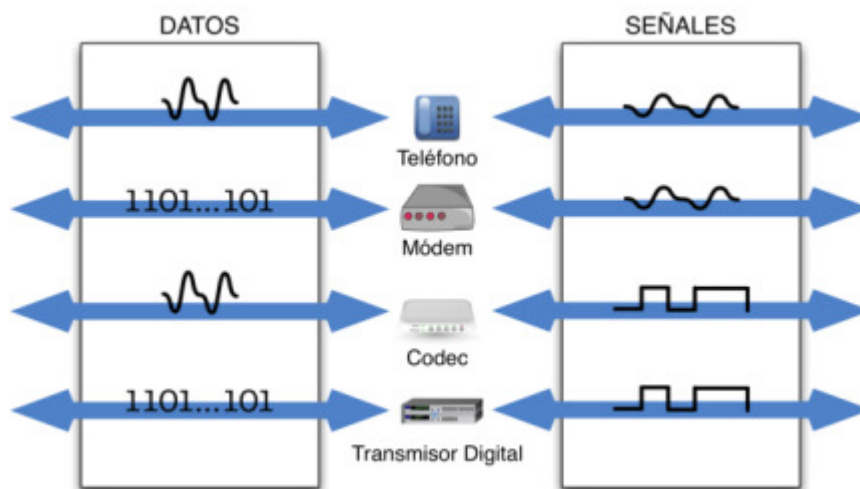 DATOS
SEÑALES
Teléfono
1101...101
Módem
Codec
1101...101
Transmisor Digital